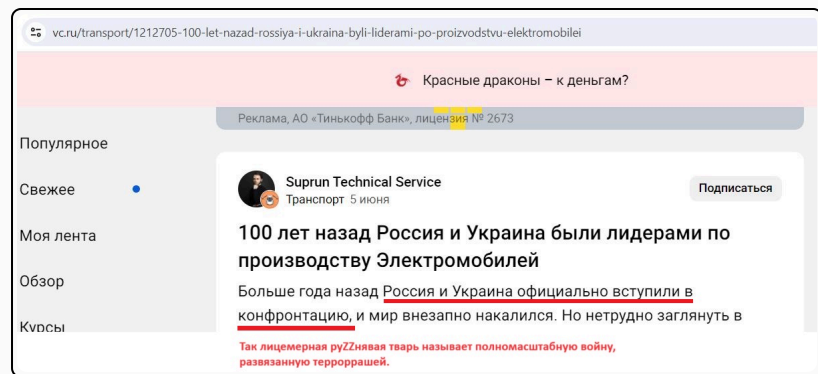 vc.ru/transport/1212705-100-let-nazad-rossiya-i-ukraina-byli-liderami-po-proizvodstvu-elektromobilei
Красные драконы – к деньгам?
Реклама, АО «Тинькофф Банк», лицензия № 2673
Популярное
Свежее
Моя лента
Обзор
Курсы
Suprun Technical Service
Транспорт 5 июня
Подписаться
100 лет назад Россия и Украина были лидерами по
производству Электромобилей
Больше года назад Россия и Украина официально вступили в
конфронтацию, и мир внезапно накалился. Но нетрудно заглянуть в
Так лицемерная руZZнявая тварь называет полномасштабную войну,
развязанную терроррашей.